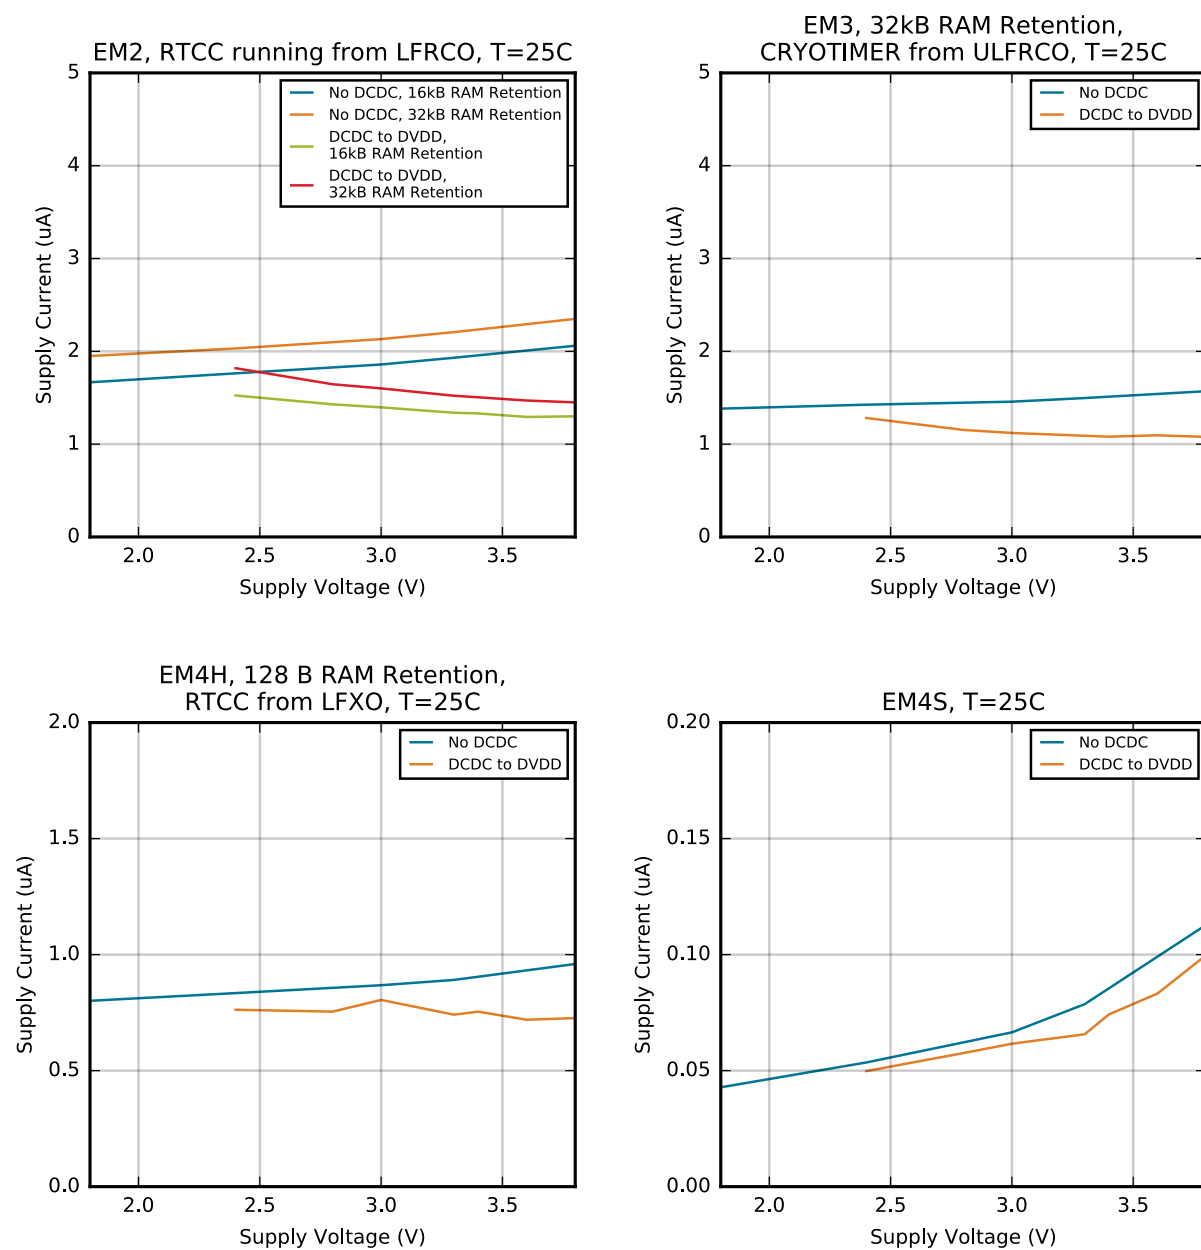 EM2, RTCC running from LFRCO, T=25C
5
4
3
2
1
0
Supply Current (uA)
No DCDC, 16kB RAM Retention
No DCDC, 32kB RAM Retention
DCDC to DVDD,
16kB RAM Retention
DCDC to DVDD,
32kB RAM Retention
2.0 2.5 3.0 3.5
Supply Voltage (V)
EM3, 32kB RAM Retention,
CRYOTIMER from ULFRCO, T=25C
5
4
3
2
1
0
Supply Current (uA)
No DCDC
DCDC to DVDD
2.0 2.5 3.0 3.5
Supply Voltage (V)
EM4H, 128 B RAM Retention,
RTCC from LFXO, T=25C
2.0
1.5
1.0
0.5
0.0
Supply Current (uA)
No DCDC
DCDC to DVDD
2.0 2.5 3.0 3.5
Supply Voltage (V)
EM4S, T=25C
0.20
0.15
0.10
0.05
0.00
Supply Current (uA)
No DCDC
DCDC to DVDD
2.0 2.5 3.0 3.5
Supply Voltage (V)